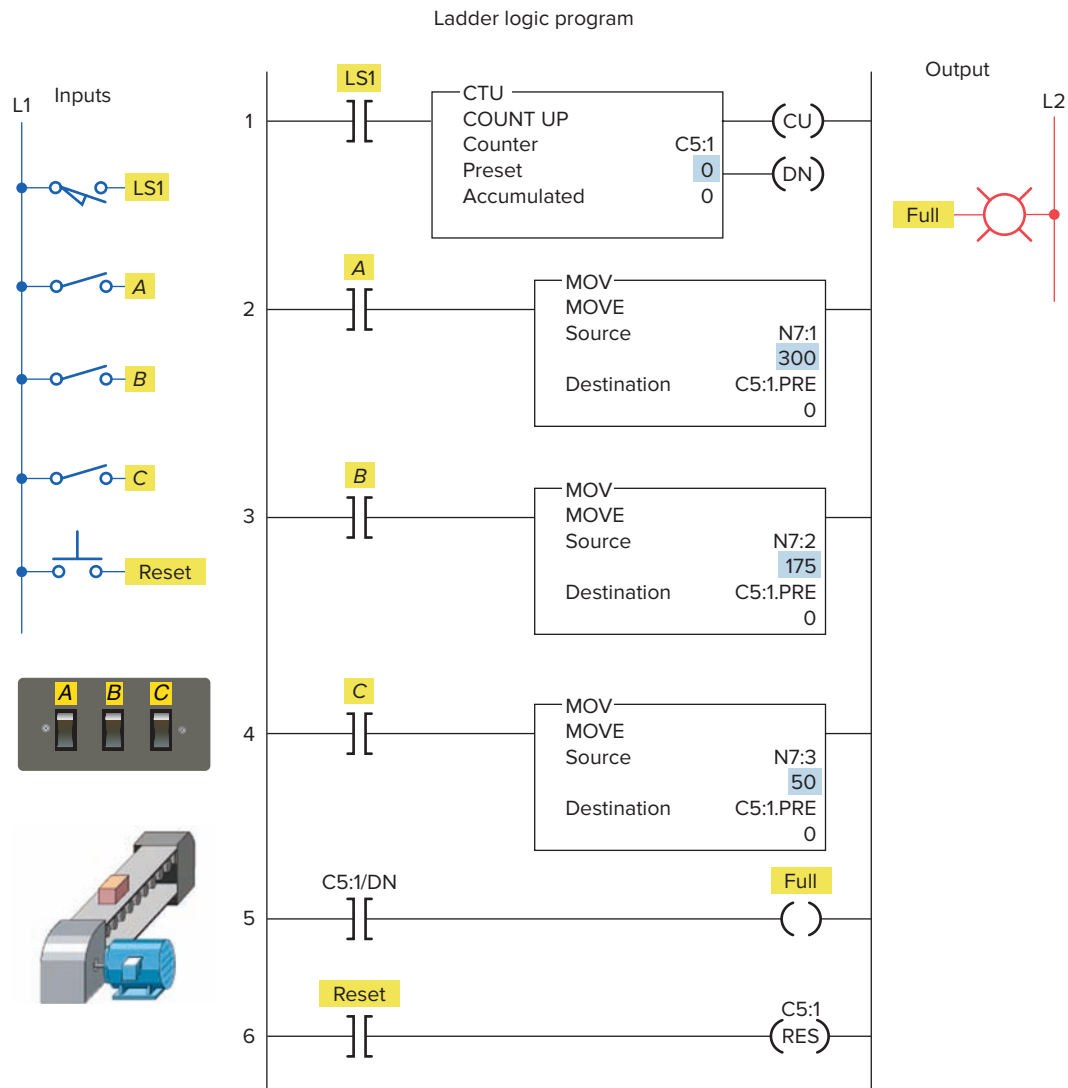 Ladder logic program
Inputs
L1
LS1
A
B
C
Reset
A B C
1
LS1
CTU
COUNT UP
Counter C5:1
Preset 0
Accumulated 0
CU
DN
2
A
MOV
MOVE
Source N7:1
300
Destination C5:1.PRE
0
3
B
MOV
MOVE
Source N7:2
175
Destination C5:1.PRE
0
4
C
MOV
MOVE
Source N7:3
50
Destination C5:1.PRE
0
5
C5:1/DN
Full
6
Reset
C5:1
RES
Output
L2
Full